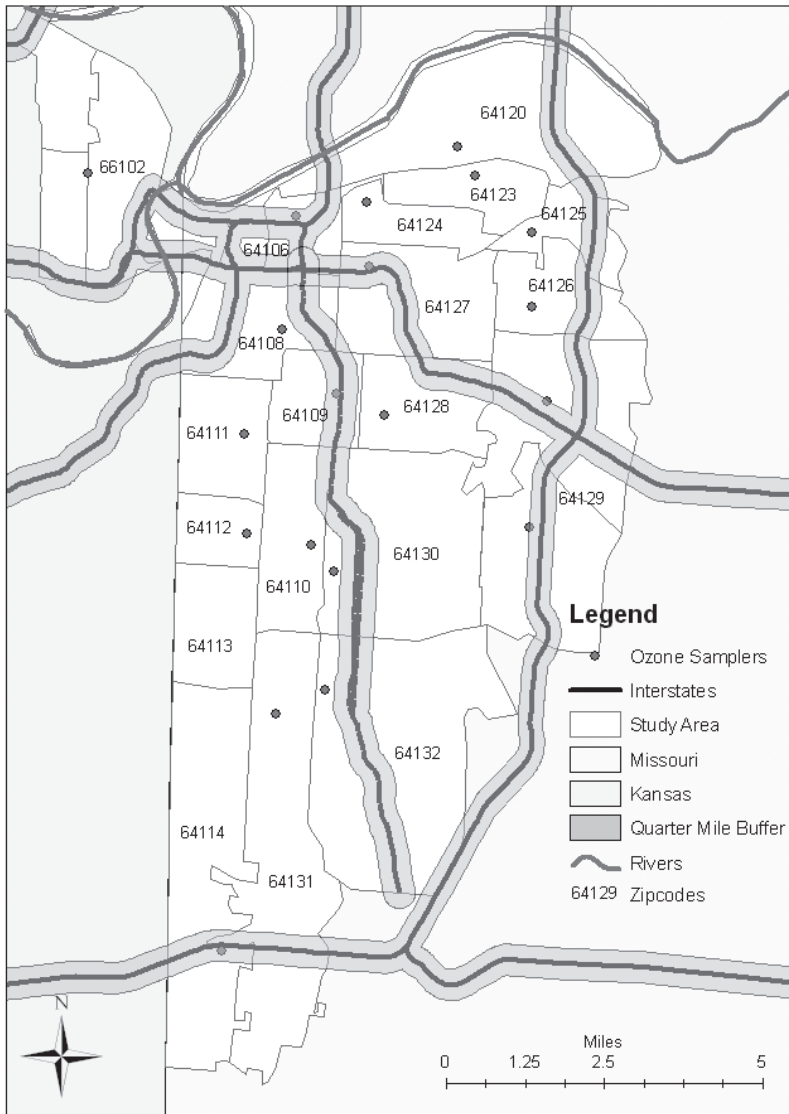 64120
66102
64123
64124
64125
64106
64126
64127
64108
64109
64128
64111
64129
64112
64130
64110
64113
64132
64114
64131
Legend
Ozone Samplers
Interstates
Study Area
Missouri
Kansas
Quarter Mile Buffer
Rivers
64129 Zipcodes
N
Miles
0 1.25 2.5 5